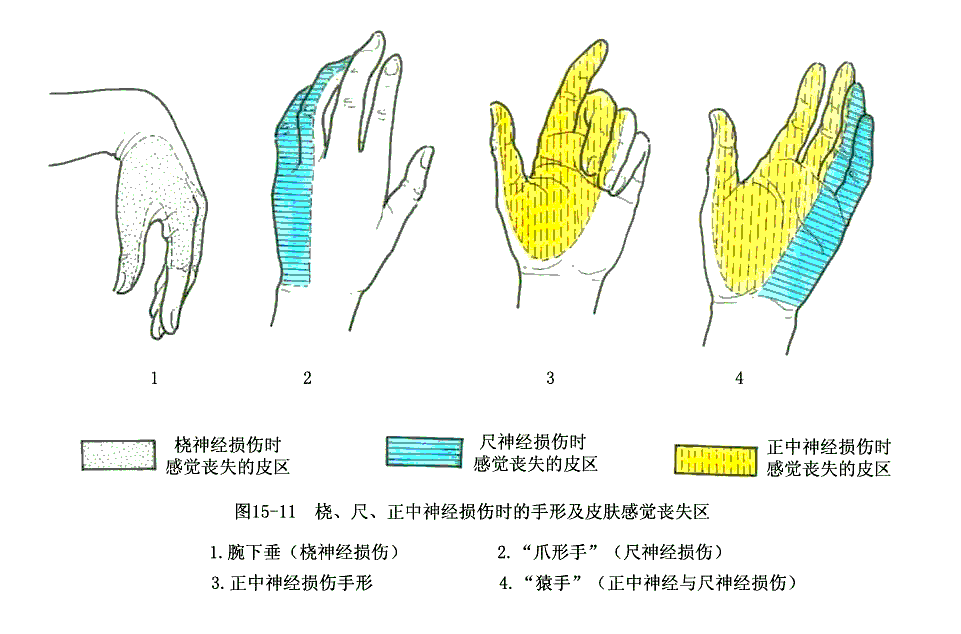 1
2
3
4
桡神经损伤时
感觉丧失的皮区
尺神经损伤时
感觉丧失的皮区
正中神经损伤时
感觉丧失的皮区
图15-11 桡、尺、正中神经损伤时的手形及皮肤感觉丧失区
1.腕下垂（桡神经损伤）
2.“爪形手”（尺神经损伤）
3.正中神经损伤手形
4.“猿手”（正中神经与尺神经损伤）